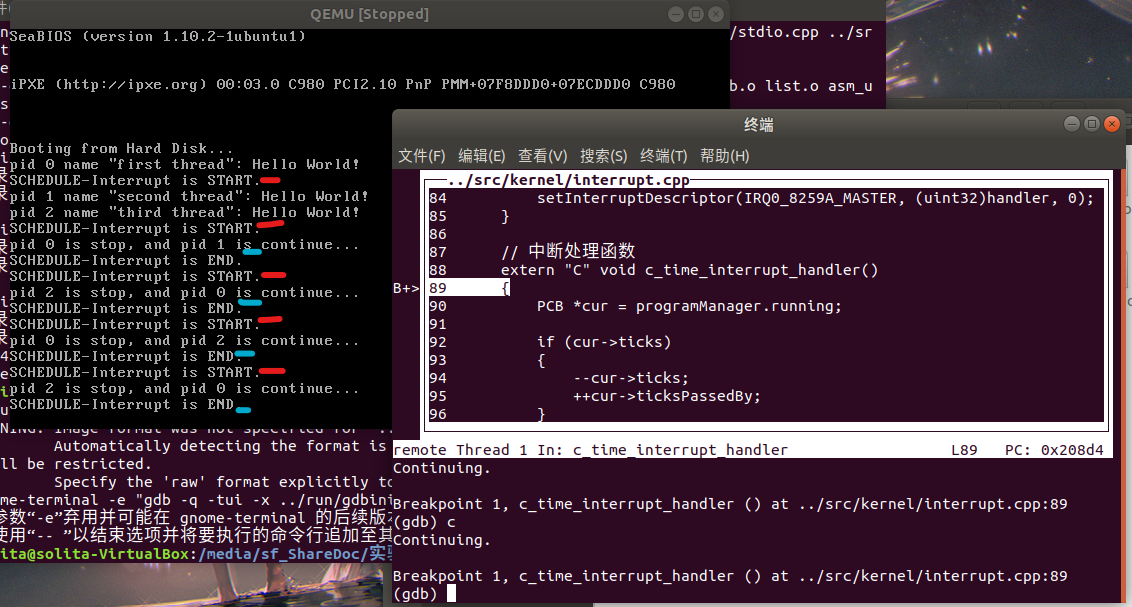 QEMU [Stopped]
SeaBIOS (version 1.10.2-1ubuntu1)
/stdio.cpp ../sr
iPXE (http://ipxe.org) 00:03.0 C980 PCI2.10 PnP PMM+07F8DDD0+07ECDDD0 C980
b.o list.o asm_u
Booting from Hard Disk...
pid 0 name "first thread": Hello World!
SCHEDULE-Interrupt is START.
pid 1 name "second thread": Hello World!
pid 2 name "third thread": Hello World!
SCHEDULE-Interrupt is START.
pid 0 is stop, and pid 1 is continue...
SCHEDULE-Interrupt is END.
SCHEDULE-Interrupt is START.
pid 2 is stop, and pid 0 is continue...
SCHEDULE-Interrupt is END.
SCHEDULE-Interrupt is START.
pid 0 is stop, and pid 2 is continue...
SCHEDULE-Interrupt is END.
SCHEDULE-Interrupt is START.
pid 2 is stop, and pid 0 is continue...
SCHEDULE-Interrupt is END.
Automatically detecting the format is
ll be restricted.
Specify the 'raw' format explicitly to
me-terminal -e "gdb -q -tui -x ../run/gdbini
参数“-e”弃用并可能在 gnome-terminal 的后续版
使用“-- ”以结束选项并将要执行的命令行追加至其
ita@solita-VirtualBox:/media/sf_ShareDoc/实
终端
文件(F) 编辑(E) 查看(V) 搜索(S) 终端(T) 帮助(H)
../src/kernel/interrupt.cpp
84 setInterruptDescriptor(IRQ0_8259A_MASTER, (uint32)handler, 0);
85 }
86
87 // 中断处理函数
88 extern "C" void c_time_interrupt_handler()
B+> 89 {
90 PCB *cur = programManager.running;
91
92 if (cur->ticks)
93 {
94 --cur->ticks;
95 ++cur->ticksPassedBy;
96 }
remote Thread 1 In: c_time_interrupt_handler L89 PC: 0x208d4
Continuing.
Breakpoint 1, c_time_interrupt_handler () at ../src/kernel/interrupt.cpp:89
(gdb) c
Continuing.
Breakpoint 1, c_time_interrupt_handler () at ../src/kernel/interrupt.cpp:89
(gdb)